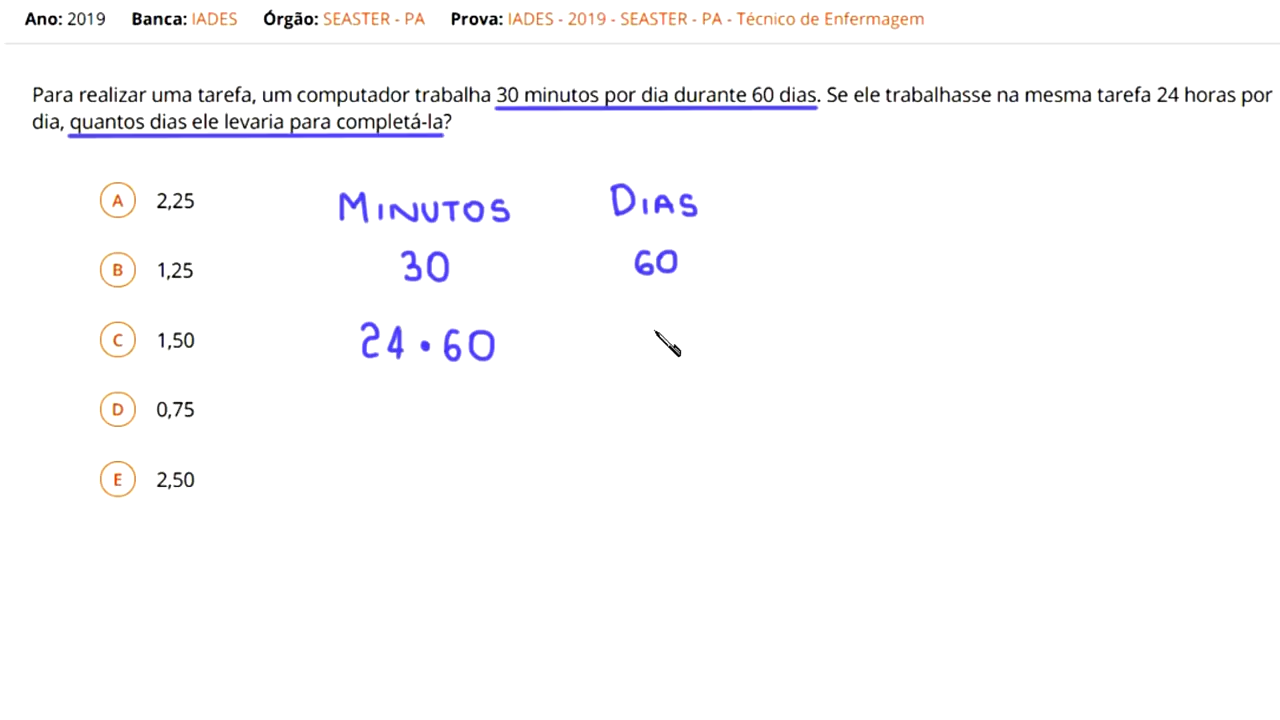 Ano: 2019 Banca: IADES Órgão: SEASTER - PA Prova: IADES - 2019 - SEASTER - PA - Técnico de Enfermagem
Para realizar uma tarefa, um computador trabalha 30 minutos por dia durante 60 dias. Se ele trabalhasse na mesma tarefa 24 horas por
dia, quantos dias ele levaria para completá-la?
A 2,25
B 1,25
C 1,50
D 0,75
E 2,50
MINUTOS DIAS
30 60
24 • 60